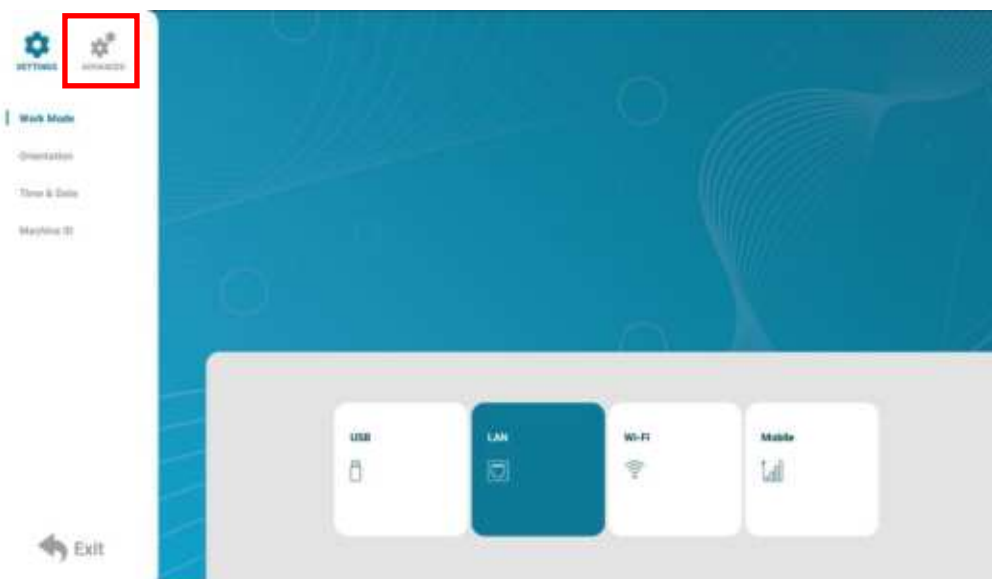 SETTINGS ADVANCED
Work Mode
Orientation
Time & Date
Machine ID
USB LAN Wi-Fi Mobile
Exit